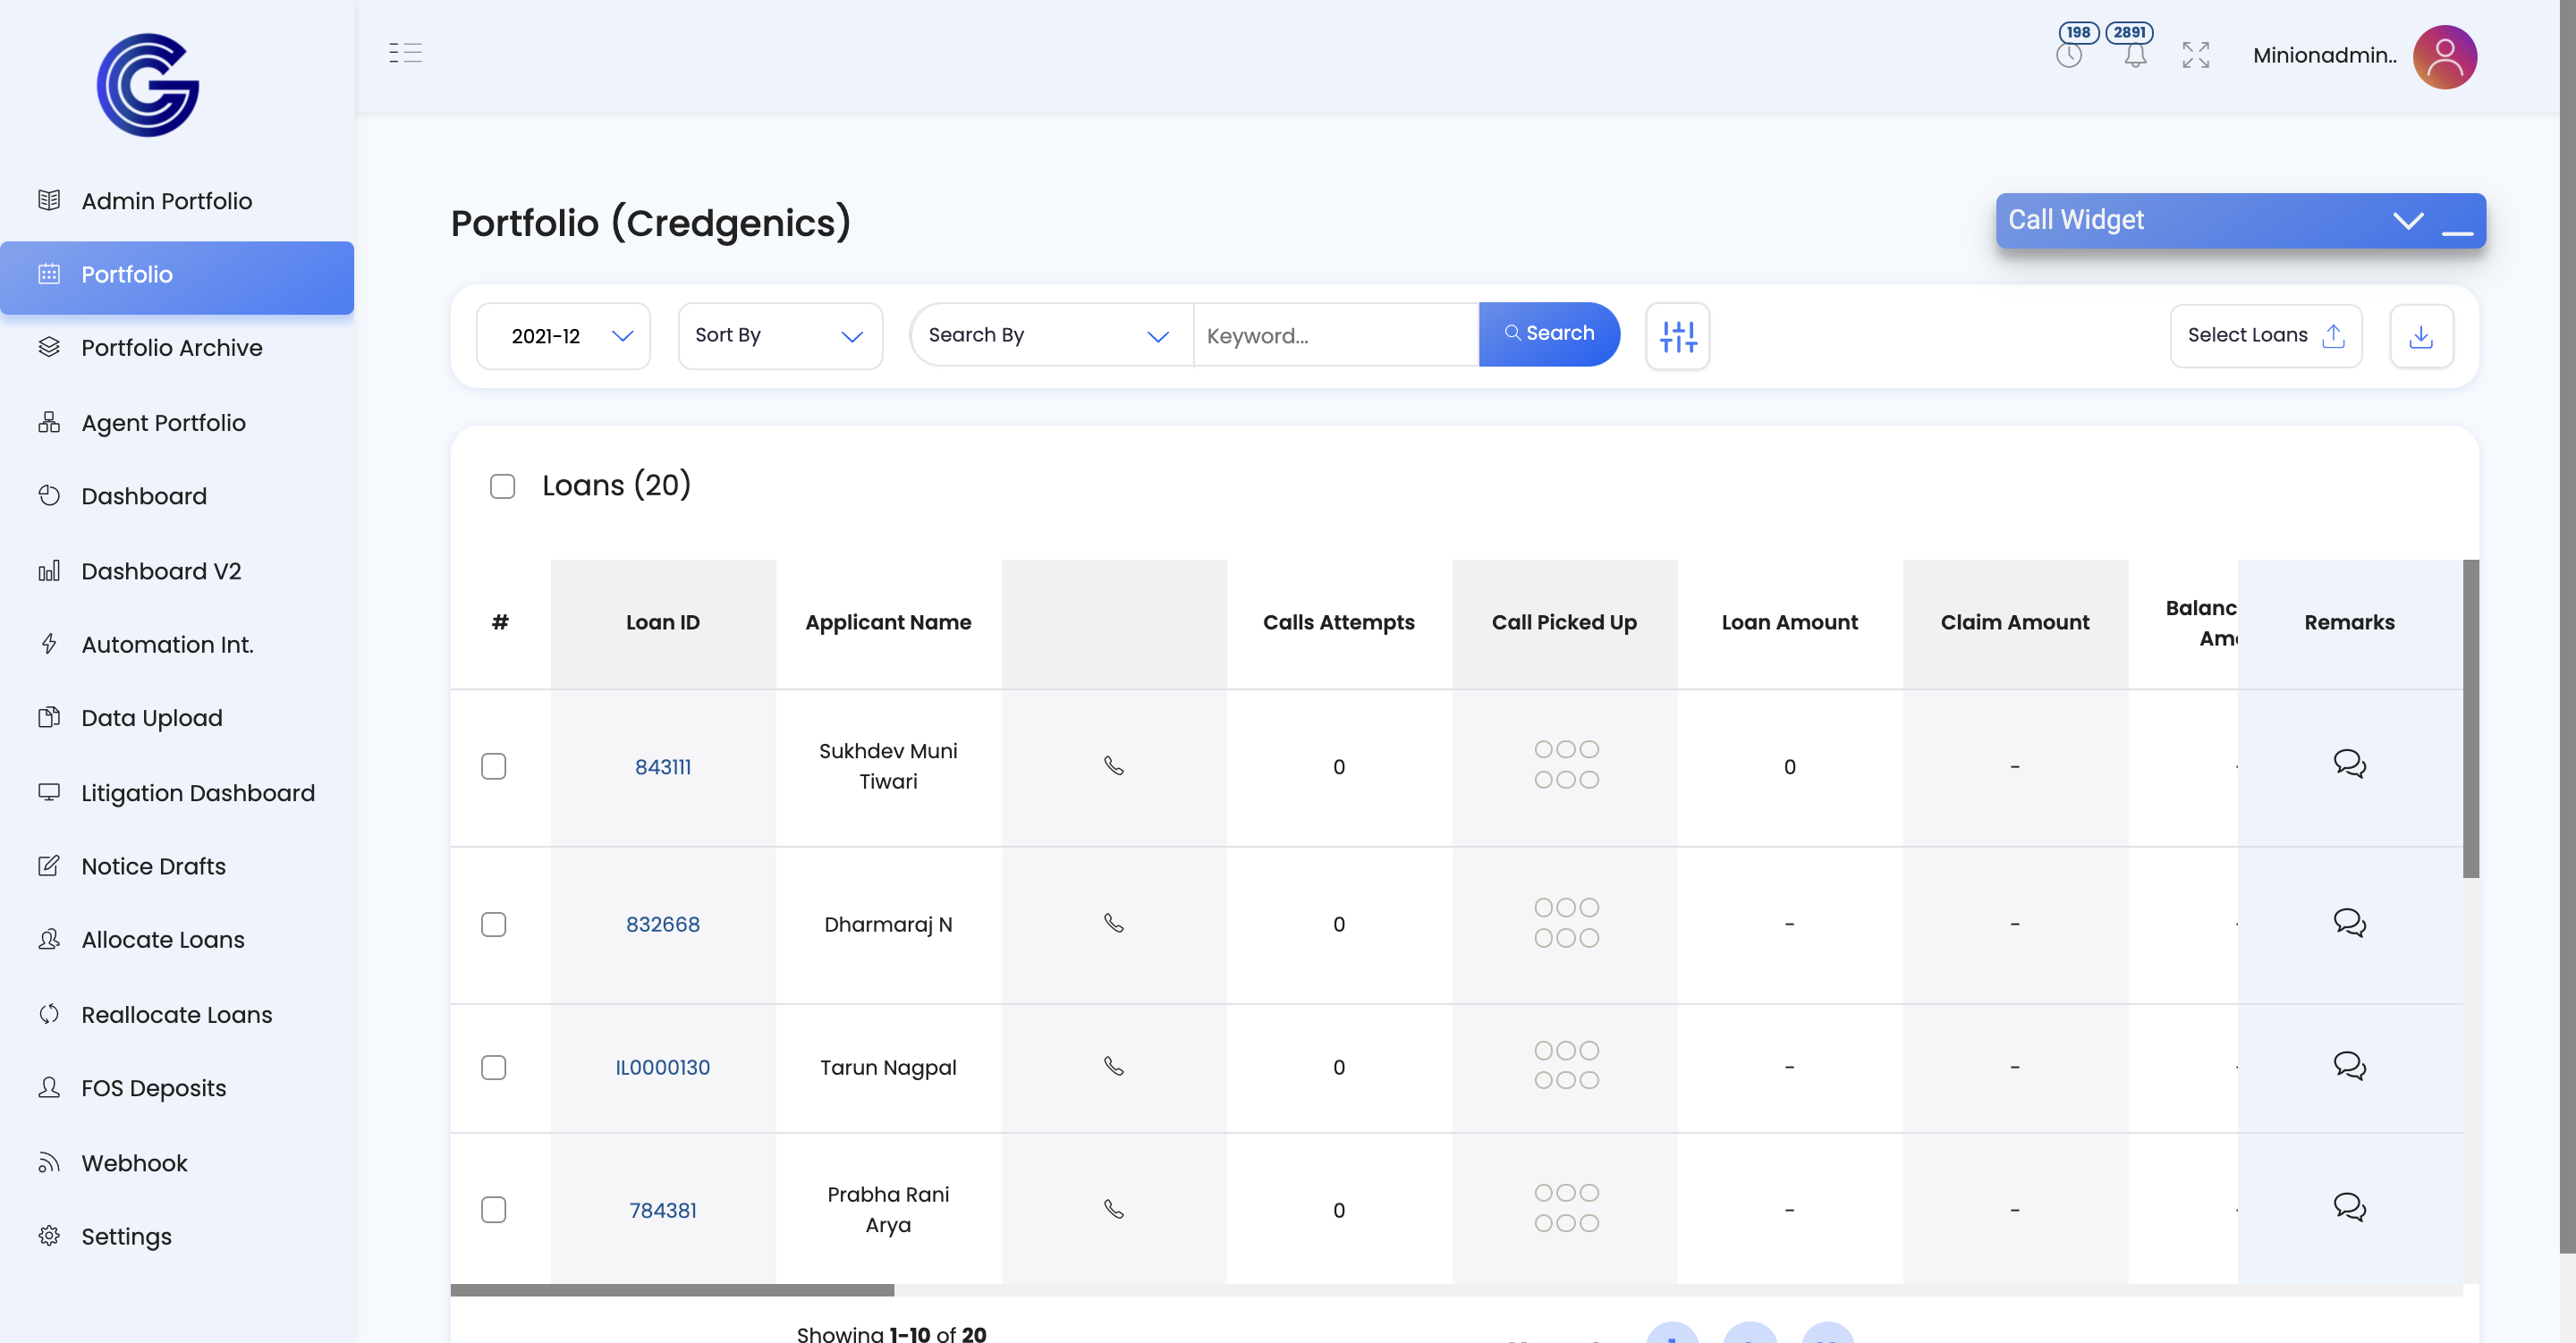 198 2891
Minionadmin..
Admin Portfolio
Portfolio
Portfolio Archive
Agent Portfolio
Dashboard
Dashboard V2
Automation Int.
Data Upload
Litigation Dashboard
Notice Drafts
Allocate Loans
Reallocate Loans
FOS Deposits
Webhook
Settings
Portfolio (Credgenics)
Call Widget
2021-12 Sort By Search By Keyword... Search Select Loans
Loans (20)
# Loan ID Applicant Name Calls Attempts Call Picked Up Loan Amount Claim Amount Remarks
843111 Sukhdev Muni Tiwari 0 0 -
832668 Dharmaraj N 0 - -
IL0000130 Tarun Nagpal 0 - -
784381 Prabha Rani Arya 0 - -
Showing 1-10 of 20